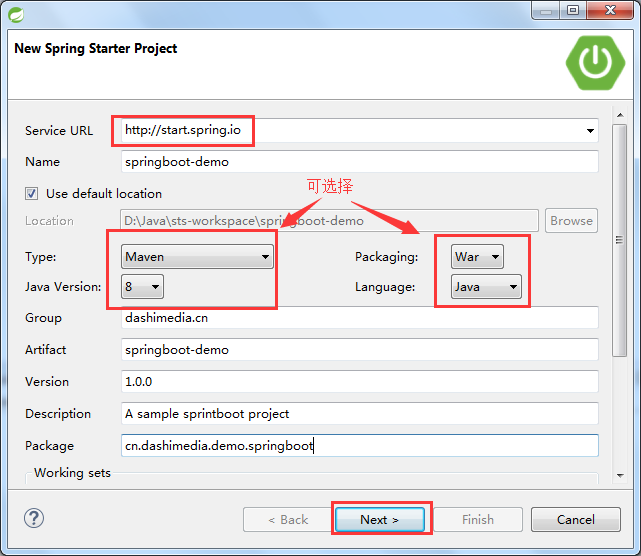 New Spring Starter Project
Service URL http://start.spring.io
Name springboot-demo
Use default location
可选择
Location D:\Java\sts-workspace\springboot-demo Browse
Type: Maven Packaging: War
Java Version: 8 Language: Java
Group dashimedia.cn
Artifact springboot-demo
Version 1.0.0
Description A sample sprintboot project
Package cn.dashimedia.demo.springboot
Working sets
? < Back Next > Finish Cancel